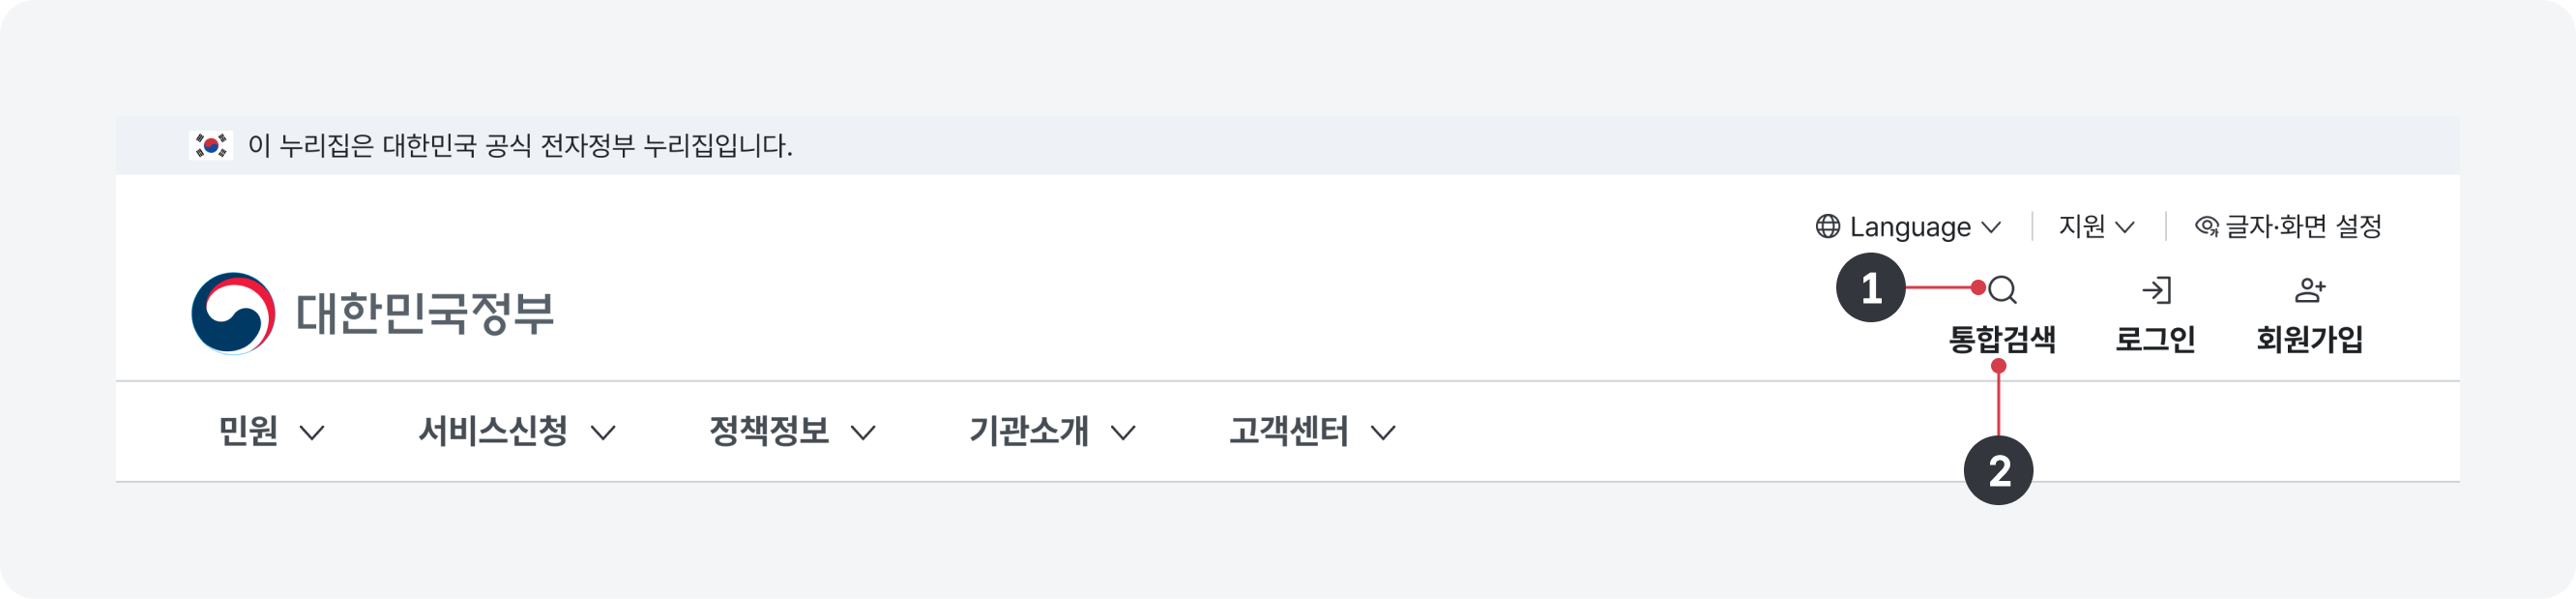 이 누리집은 대한민국 공식 전자정부 누리집입니다.
Language 지원 글자·화면 설정
대한민국정부
1
통합검색 로그인 회원가입
민원 서비스신청 정책정보 기관소개 고객센터
2